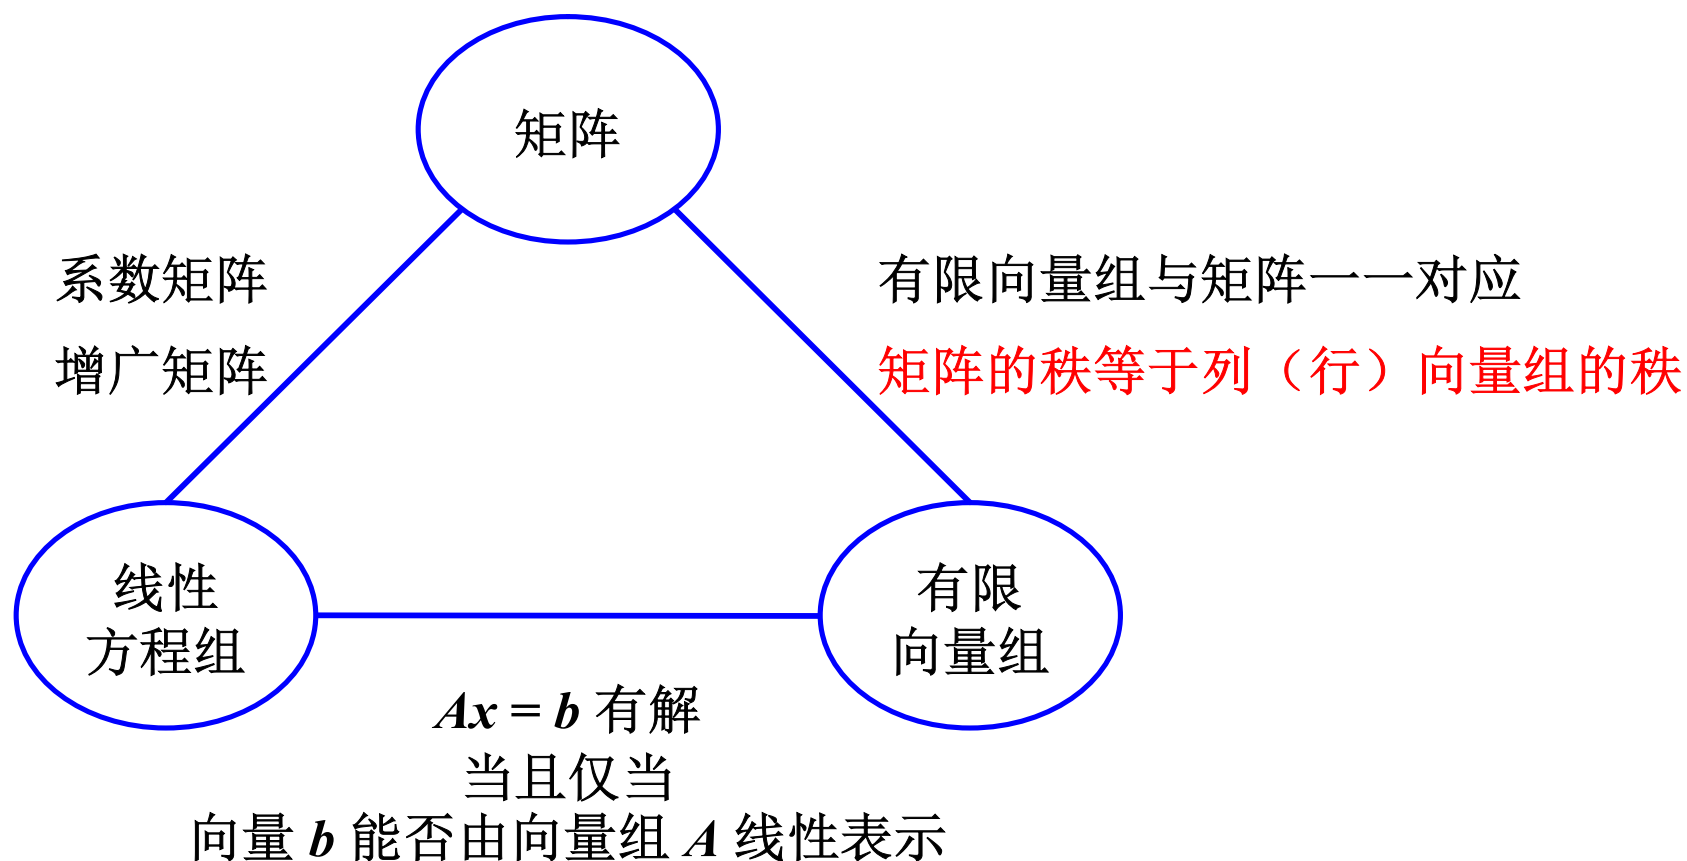 矩阵
系数矩阵
增广矩阵
有限向量组与矩阵一一对应
矩阵的秩等于列（行）向量组的秩
线性
方程组
有限
向量组
Ax = b 有解
当且仅当
向量 b 能否由向量组 A 线性表示